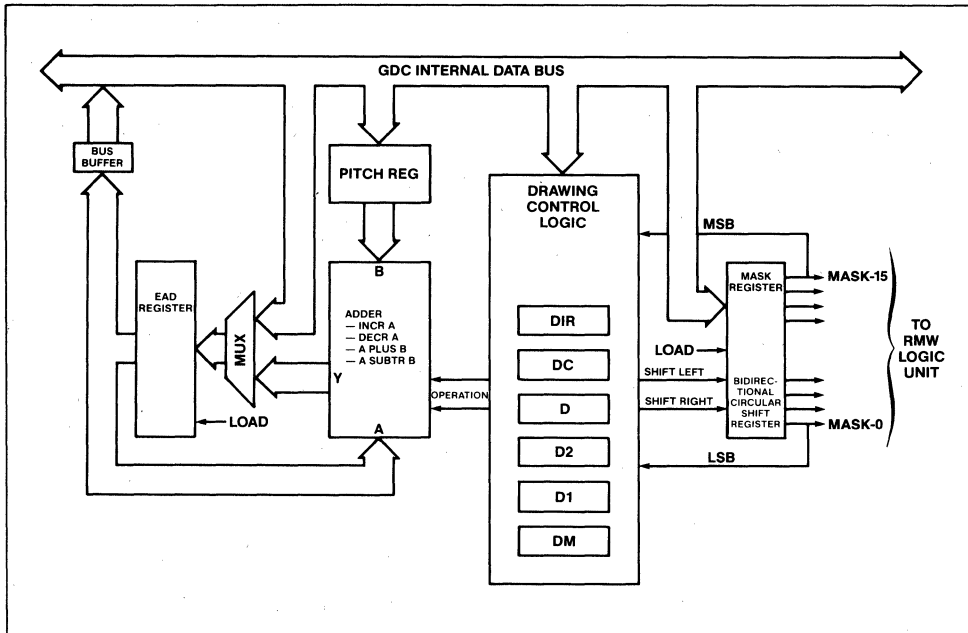 GDC INTERNAL DATA BUS
BUS
BUFFER
PITCH REG
DRAWING
CONTROL
LOGIC
MSB
EAD
REGISTER
MUX
LOAD
B
ADDER
— INCR A
— DECR A
— A PLUS B
— A SUBTR B
Y
A
OPERATION
DIR
DC
D
D2
D1
DM
SHIFT LEFT
SHIFT RIGHT
LSB
MASK
REGISTER
LOAD
BIDIREC-
TIONAL
CIRCULAR
SHIFT
REGISTER
MASK-15
MASK-0
TO
RMW
LOGIC
UNIT